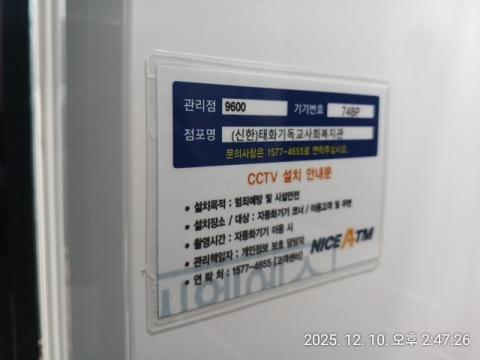 관리점 9600 기기번호 748P
점포명 (신한)태화기독교사회복지관
문의사항은 1577-4655로 연락주십시오.
CCTV 설치 안내문
• 설치목적 : 범죄예방 및 시설안전
• 설치장소 / 대상 : 자동화기기 코너 / 이용고객 및 주변
• 촬영시간 : 자동화기기 이용 시
• 관리책임자 : 개인정보 보호 담당자
• 연 락 처 : 1577-4655 [고객센터]
NICE ATM
2025. 12. 10. 오후 2:47:26